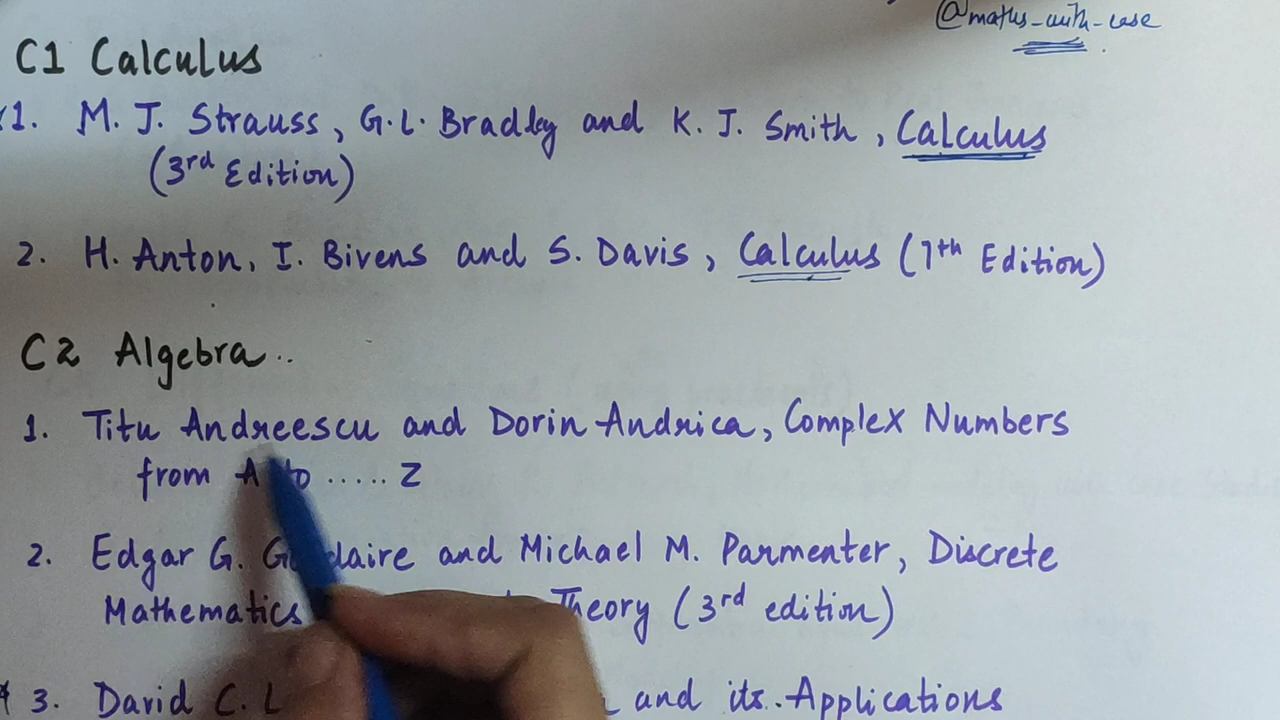 @maths_with_ease
C1 Calculus
1. M. J. Strauss, G.L. Bradley and K. J. Smith, Calculus
(3rd Edition)
2. H. Anton, I. Bivens and S. Davis, Calculus (7th Edition)
C2 Algebra..
1. Titu Andreescu and Dorin Andrica, Complex Numbers
from A to ..... Z
2. Edgar G. and Michael M. Parmenter, Discrete
Mathematics Theory (3rd edition)
3. David C. L and its Applications